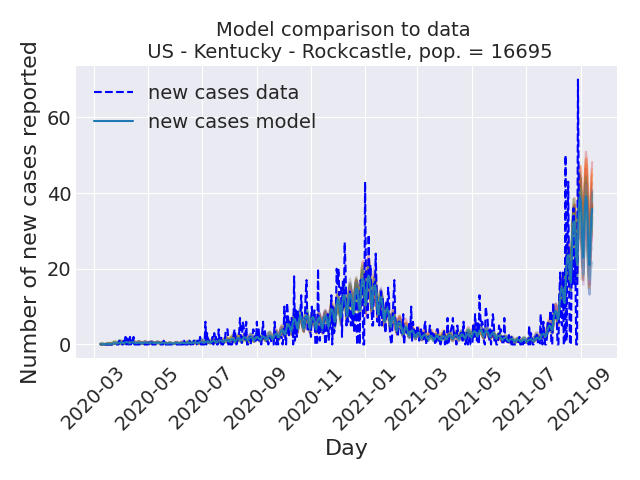 Model comparison to data
US - Kentucky - Rockcastle, pop. = 16695
Number of new cases reported
new cases data
new cases model
60
40
20
0
2020-03
2020-05
2020-07
2020-09
2020-11
2021-01
2021-03
2021-05
2021-07
2021-09
Day